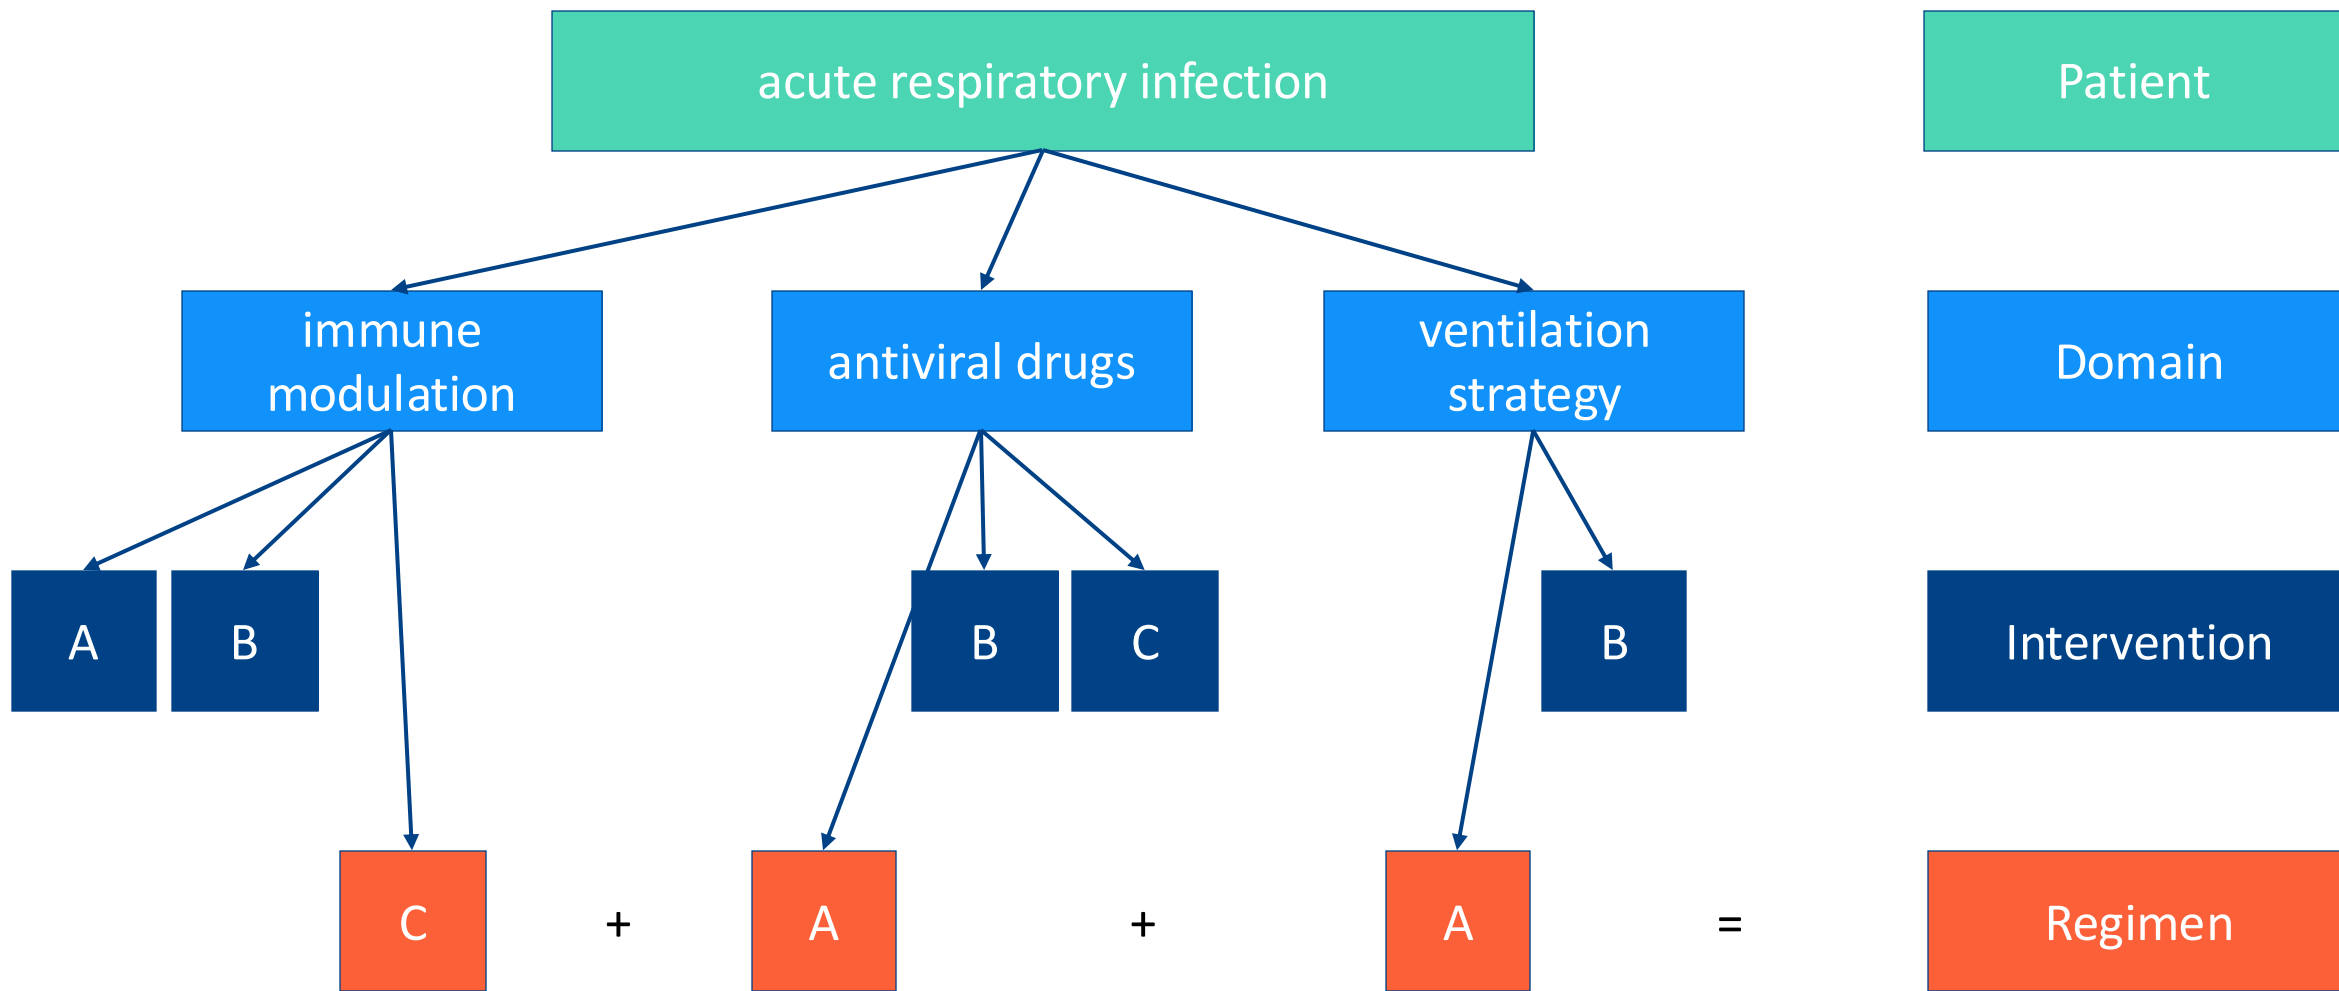 acute respiratory infection
Patient
immune
modulation
antiviral drugs
ventilation
strategy
Domain
A
B
B
C
B
Intervention
C
+
A
+
A
=
Regimen